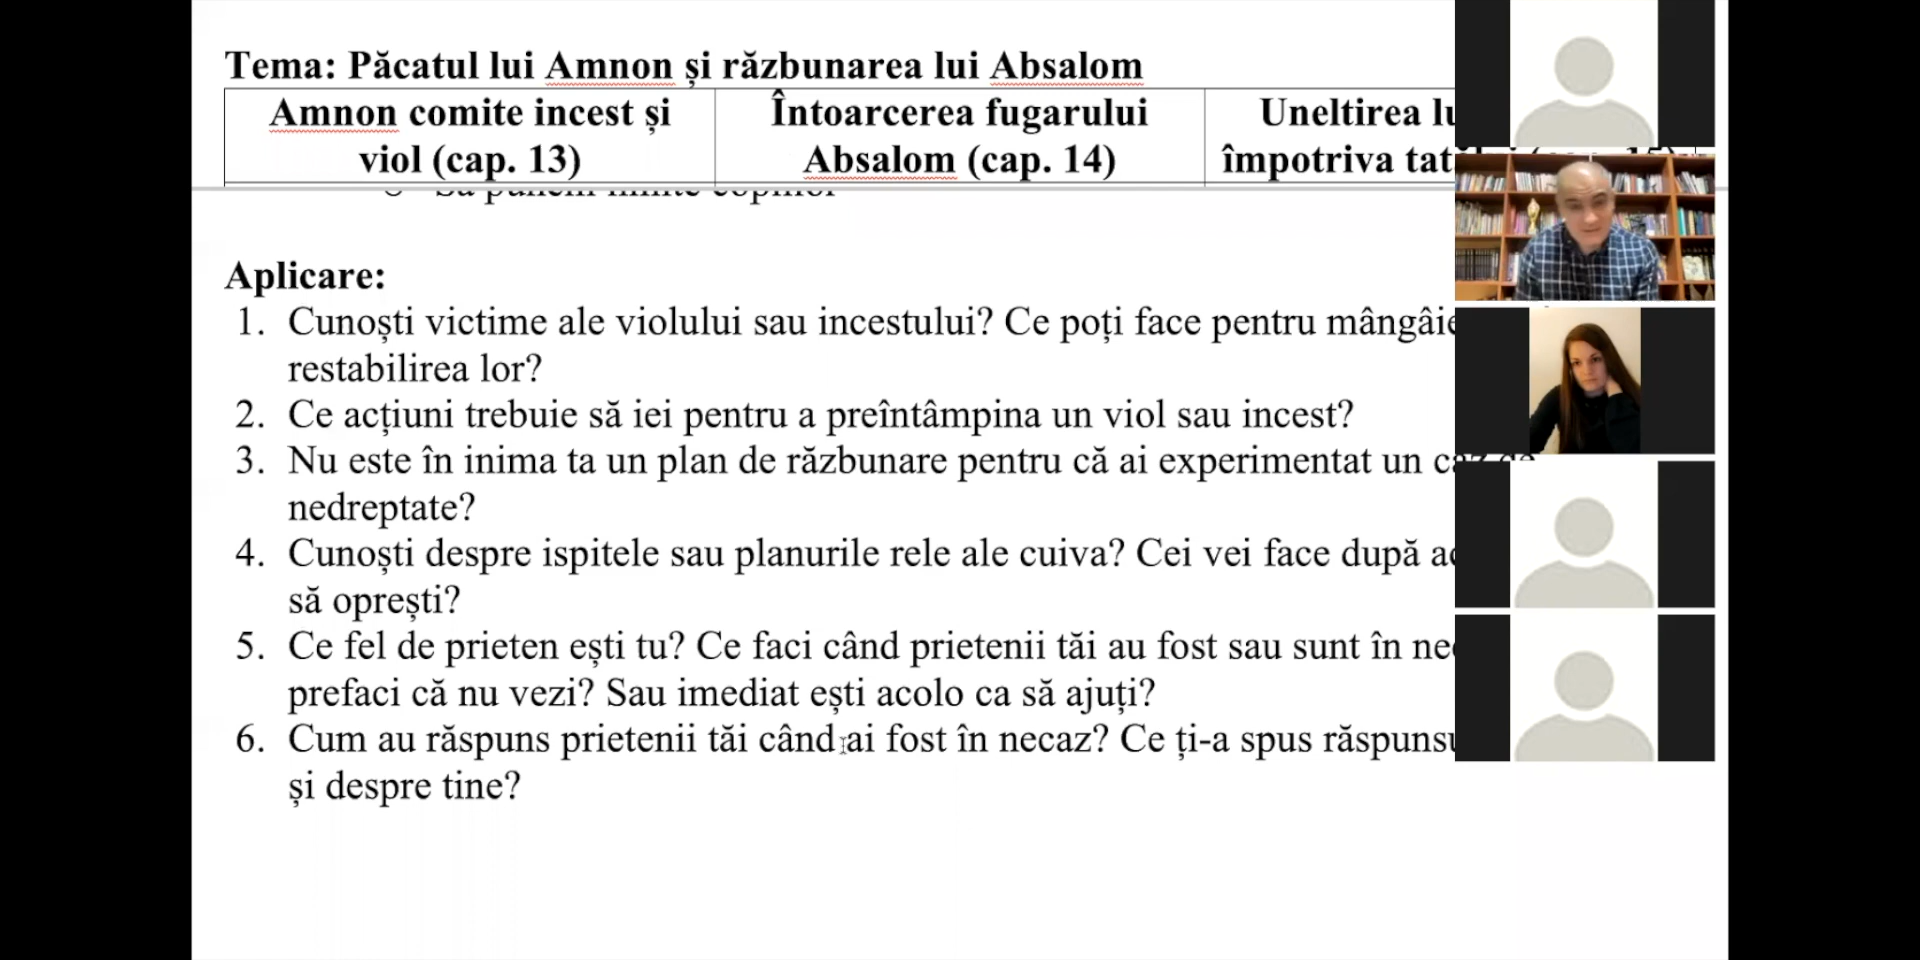 Tema: Păcatul lui Amnon și răzbunarea lui Absalom
Amnon comite incest și
viol (cap. 13)
Întoarcerea fugarului
Absalom (cap. 14)
Uneltirea
împotriva
Să punem minte copiilor
Aplicare:
1. Cunoști victime ale violului sau incestului? Ce poți face pentru
restabilirea lor?
2. Ce acțiuni trebuie să iei pentru a preîntâmpina un viol sau incest?
3. Nu este în inima ta un plan de răzbunare pentru că ai experimentat un
nedreptate?
4. Cunoști despre ispitele sau planurile rele ale cuiva? Cei vei face după
să oprești?
5. Ce fel de prieten ești tu? Ce faci când prietenii tăi au fost sau sunt în
prefaci că nu vezi? Sau imediat ești acolo ca să ajuți?
6. Cum au răspuns prietenii tăi când ai fost în necaz? Ce ți-a spus
și despre tine?